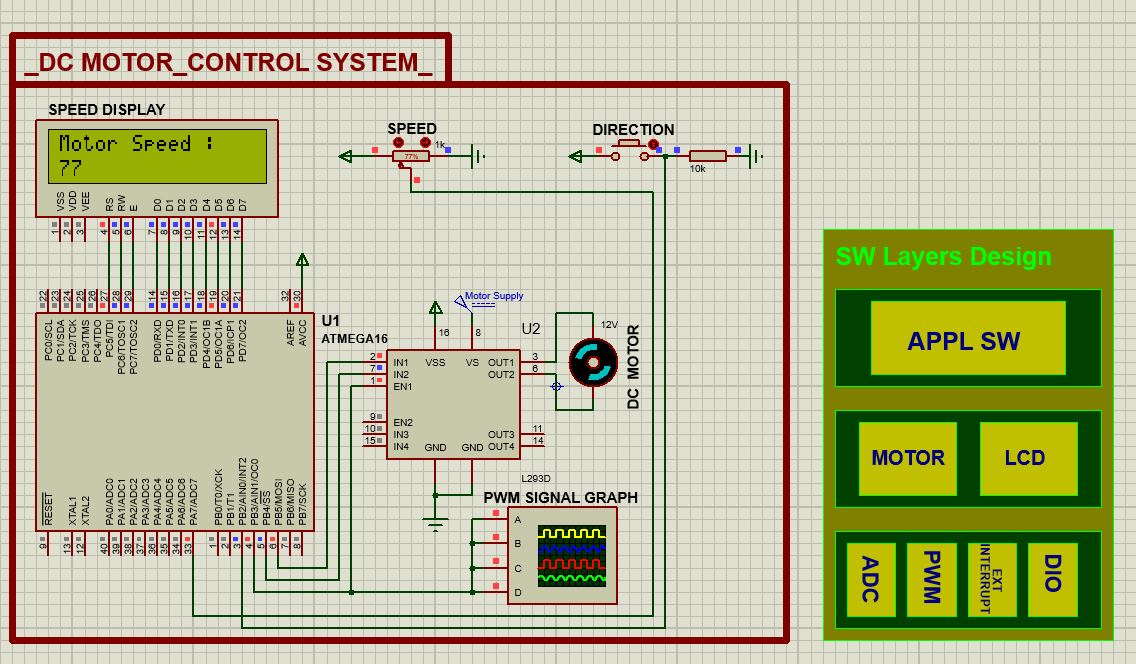 _DC MOTOR_CONTROL SYSTEM_
SPEED DISPLAY
Motor Speed :
77
VSS
VDD
VEE
RS
RW
E
D0
D1
D2
D3
D4
D5
D6
D7
1
2
3
4
5
6
7
8
9
10
11
12
13
14
SPEED
1k
77%
DIRECTION
10k
22
23
24
25
26
27
28
29
14
15
16
17
18
19
20
21
32
30
PC0/SCL
PC1/SDA
PC2/TCK
PC3/TMS
PC4/TDO
PC5/TDI
PC6/TOSC1
PC7/TOSC2
PD0/RXD
PD1/TXD
PD2/INT0
PD3/INT1
PD4/OC1B
PD5/OC1A
PD6/ICP1
PD7/OC2
AREF
AVCC
U1
ATMEGA16
RESET
XTAL1
XTAL2
PA0/ADC0
PA1/ADC1
PA2/ADC2
PA3/ADC3
PA4/ADC4
PA5/ADC5
PA6/ADC6
PA7/ADC7
PB0/T0/XCK
PB1/T1
PB2/AIN0/INT2
PB3/AIN1/OC0
PB4/SS
PB5/MOSI
PB6/MISO
PB7/SCK
9
13
12
40
39
38
37
36
35
34
33
1
2
3
4
5
6
7
8
Motor Supply
16
8
U2
2
7
1
9
10
15
IN1
IN2
EN1
EN2
IN3
IN4
VSS
VS
OUT1
OUT2
OUT3
OUT4
GND
GND
3
6
11
14
L293D
12V
DC MOTOR
PWM SIGNAL GRAPH
A
B
C
D
SW Layers Design
APPL SW
MOTOR
LCD
ADC
PWM
EXT
INTERRUPT
DIO